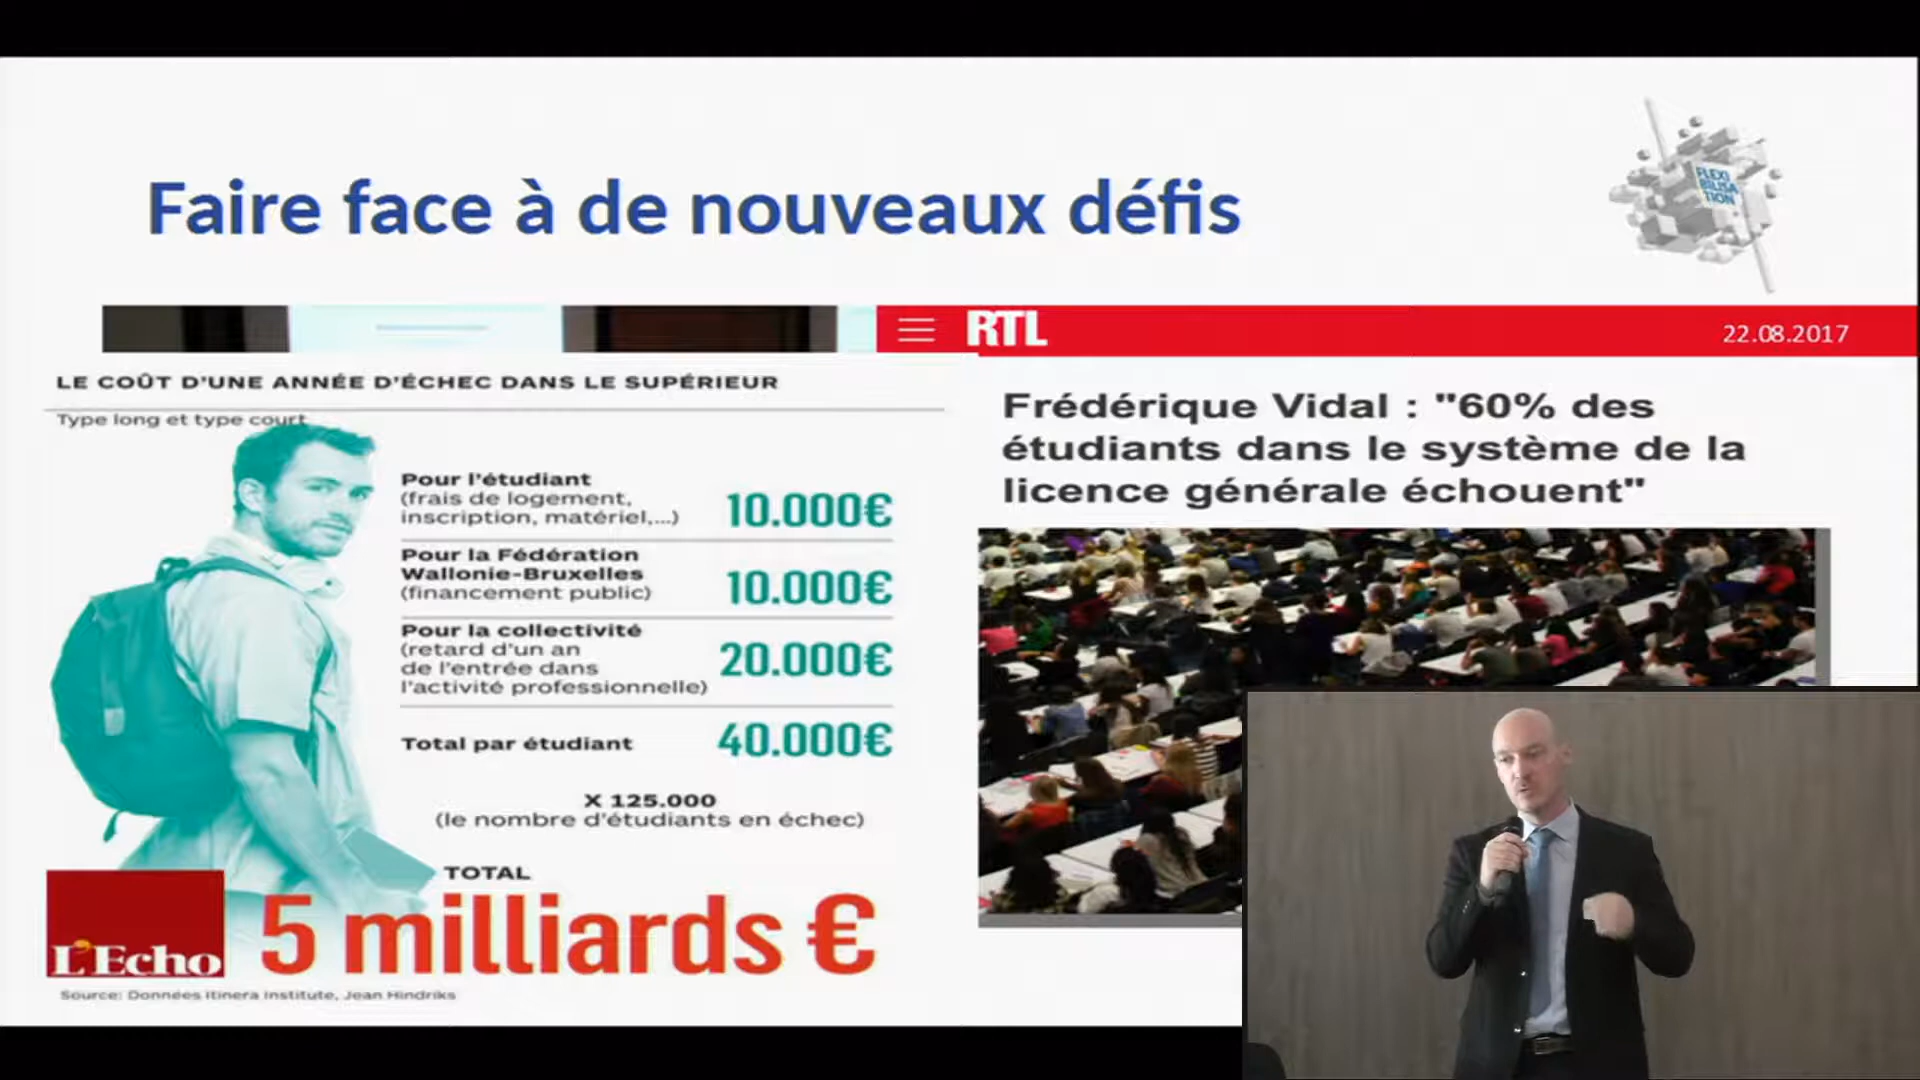 Faire face à de nouveaux défis
FLEXI
BILISA
TION
RTL
22.08.2017
LE COÛT D'UNE ANNÉE D'ÉCHEC DANS LE SUPÉRIEUR
Type long et type court
Pour l'étudiant
(frais de logement,
inscription, matériel,...)
10.000€
Pour la Fédération
Wallonie-Bruxelles
(financement public)
10.000€
Pour la collectivité
(retard d'un an
de l'entrée dans
l'activité professionnelle)
20.000€
Total par étudiant
40.000€
X 125.000
(le nombre d'étudiants en échec)
TOTAL
5 milliards €
L'Echo
Source: Données Itinera Institute, Jean Hindriks
Frédérique Vidal : "60% des
étudiants dans le système de la
licence générale échouent"